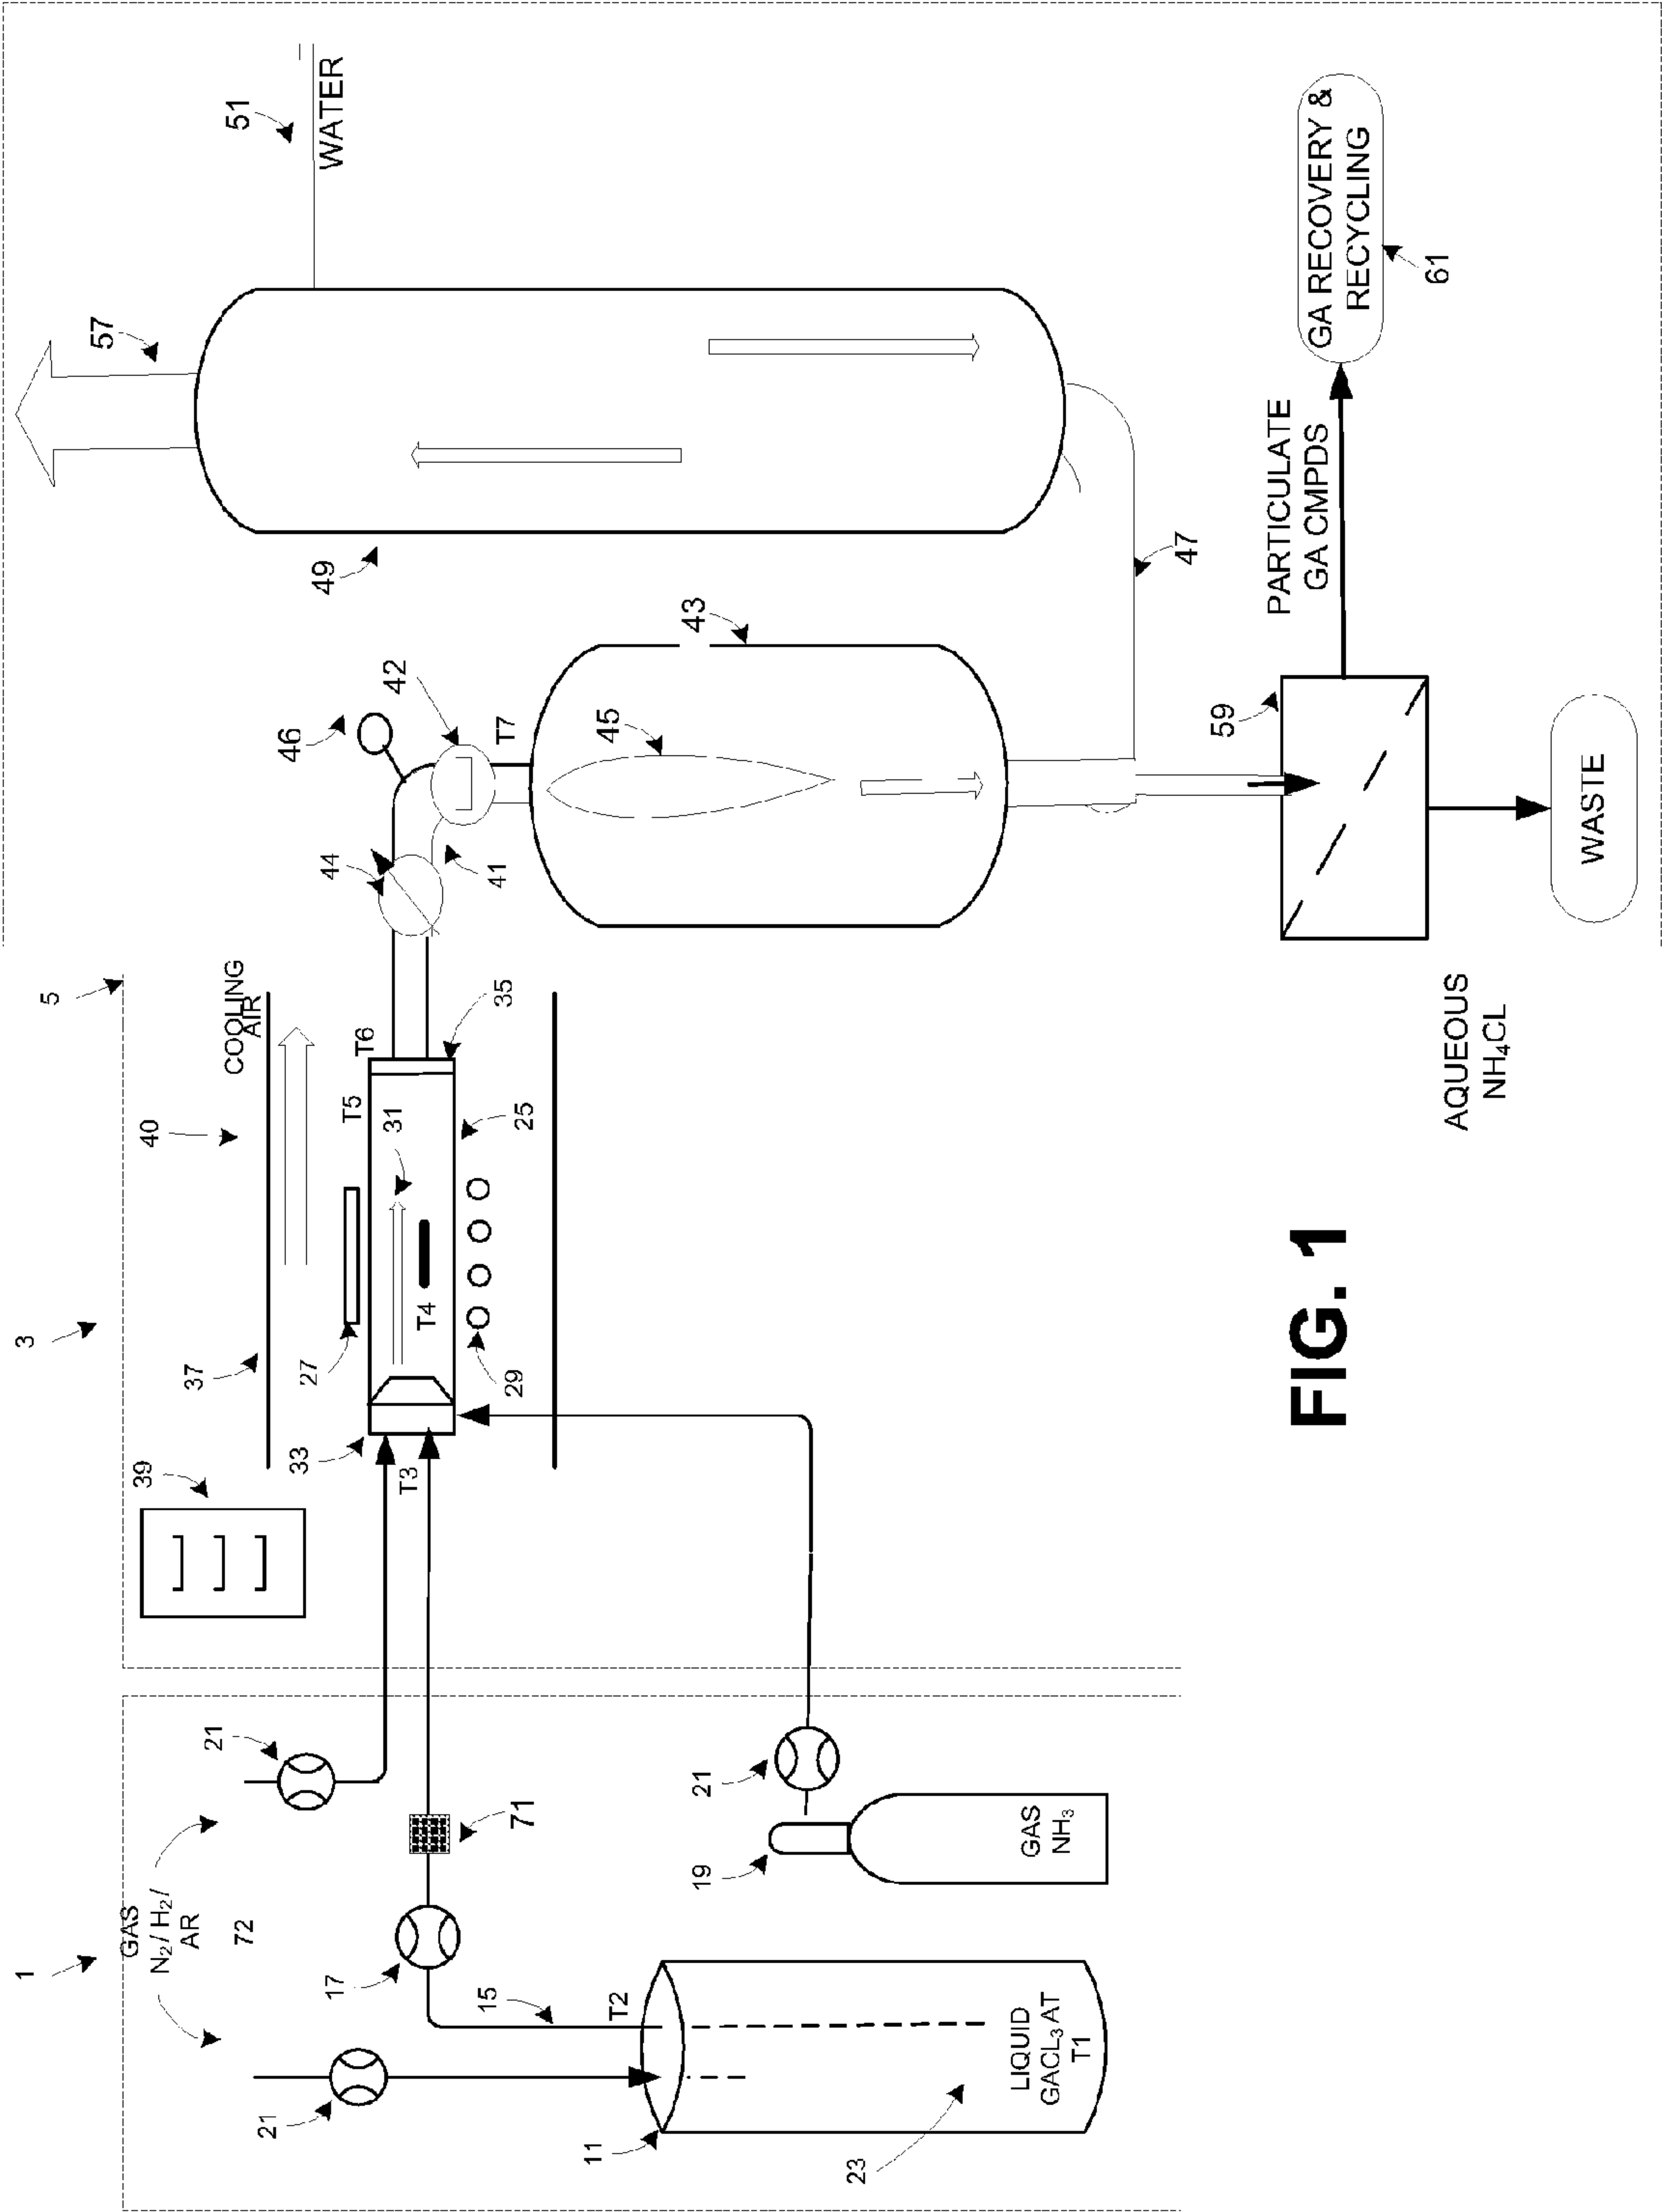 1
3
5
GAS
N₂/ H₂/
AR
72
21
21
17
15
T2
71
11
23
LIQUID
GACL₃ AT
T1
19
21
GAS
NH₃
39
37
40
COOLING
AIR
33
T3
27
T4
29
31
T5
25
T6
35
44
41
46
42
T7
45
43
49
57
51
WATER
47
59
PARTICULATE
GA CMPDS
GA RECOVERY &
RECYCLING
61
AQUEOUS
NH₄CL
WASTE
FIG. 1